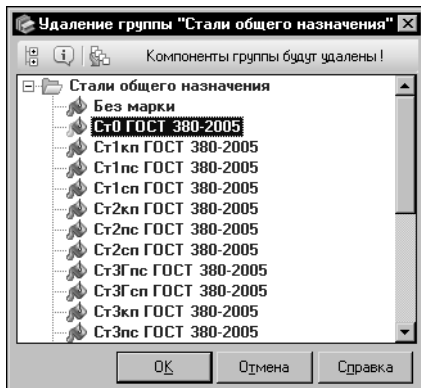 Удаление группы "Стали общего назначения"
Компоненты группы будут удалены !
Стали общего назначения
Без марки
Ст0 ГОСТ 380-2005
Ст1кп ГОСТ 380-2005
Ст1пс ГОСТ 380-2005
Ст1сп ГОСТ 380-2005
Ст2кп ГОСТ 380-2005
Ст2пс ГОСТ 380-2005
Ст2сп ГОСТ 380-2005
Ст3Гпс ГОСТ 380-2005
Ст3Гсп ГОСТ 380-2005
Ст3кп ГОСТ 380-2005
Ст3пс ГОСТ 380-2005
OK Отмена Справка